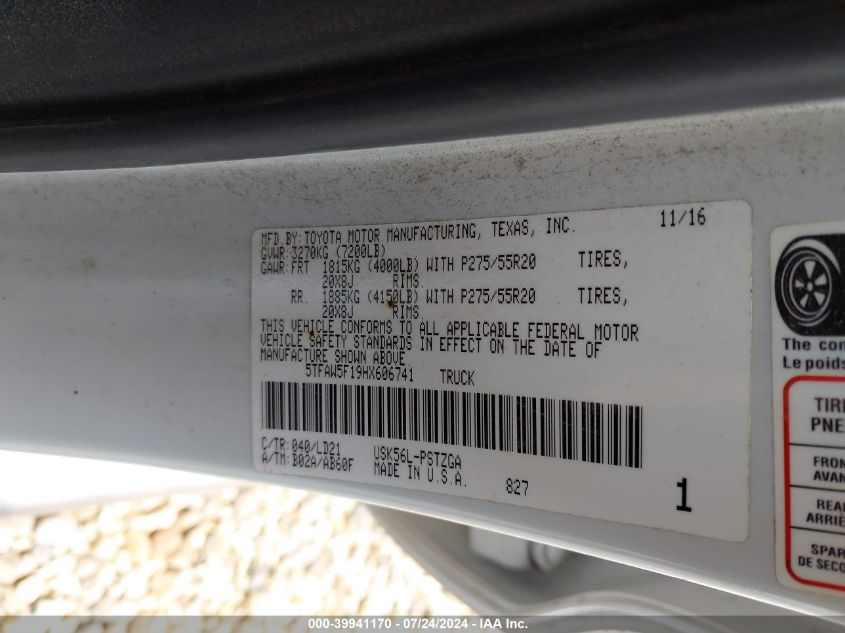 MFD. BY: TOYOTA MOTOR MANUFACTURING, TEXAS, INC. 11/16
GVWR: 3270KG (7200LB)
GAWR: FRT 1815KG (4000LB) WITH P275/55R20 TIRES,
20X8J RIMS.
RR. 1885KG (4150LB) WITH P275/55R20 TIRES,
20X8J RIMS.
THIS VEHICLE CONFORMS TO ALL APPLICABLE FEDERAL MOTOR
VEHICLE SAFETY STANDARDS IN EFFECT ON THE DATE OF
MANUFACTURE SHOWN ABOVE.
5TFAW5F19HX606741 TRUCK
C/TR: 040/LD21 USK56L-PSTZGA
A/TM: B02A/AB60F MADE IN U.S.A. 827 1
The com
Le poids
TIRE
PNE
FRON
AVAN
REA
ARRIÈ
SPAR
DE SECO
000-39941170 - 07/24/2024 - IAA Inc.